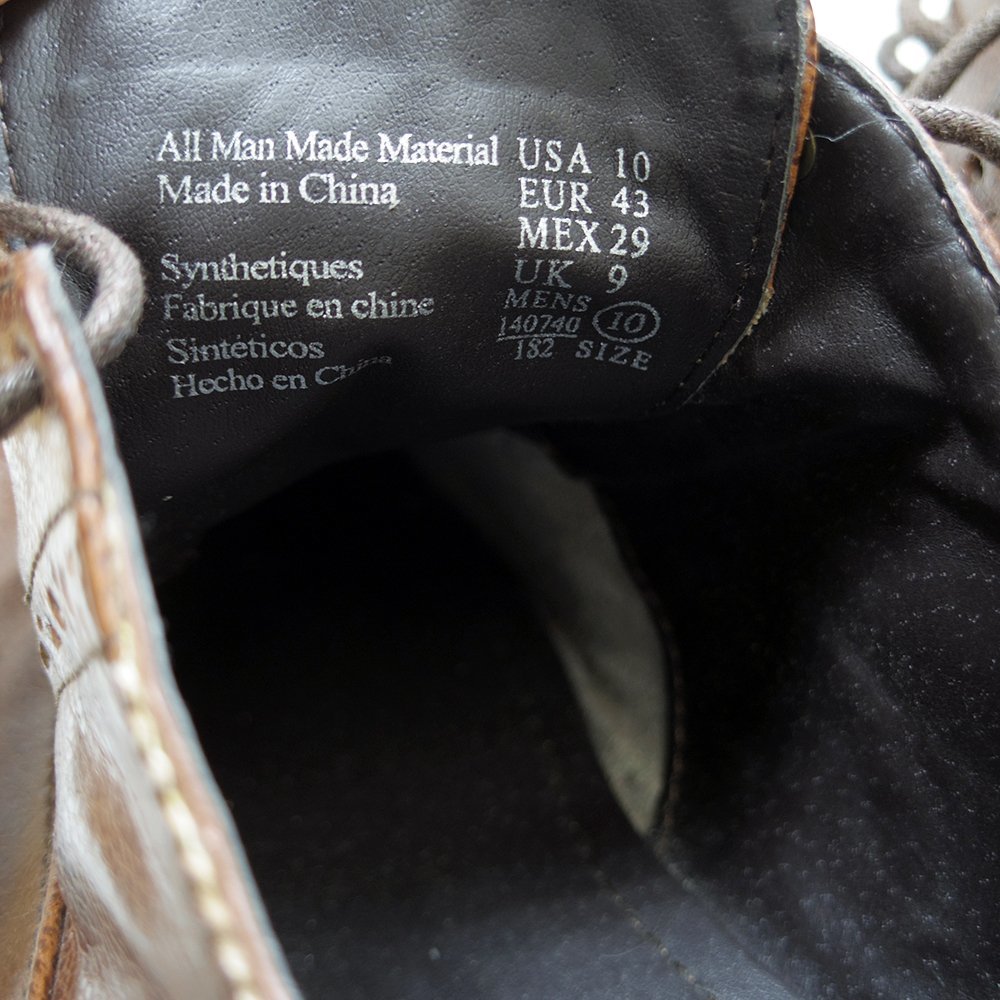 All Man Made Material
Made in China
Synthetiques
Fabrique en chine
Sintéticos
Hecho en China
USA 10
EUR 43
MEX 29
UK 9
MENS
140740 10
182 SIZE